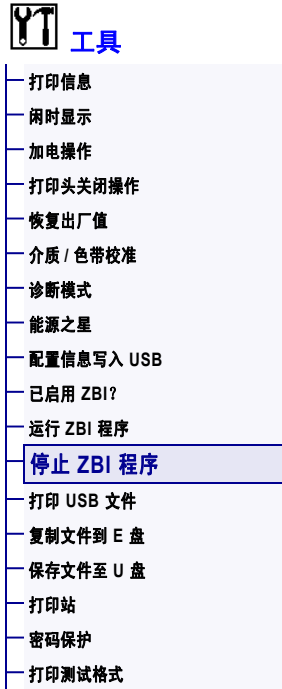 工具
打印信息
闲时显示
加电操作
打印头关闭操作
恢复出厂值
介质 / 色带校准
诊断模式
能源之星
配置信息写入 USB
已启用 ZBI?
运行 ZBI 程序
停止 ZBI 程序
打印 USB 文件
复制文件到 E 盘
保存文件至 U 盘
打印站
密码保护
打印测试格式